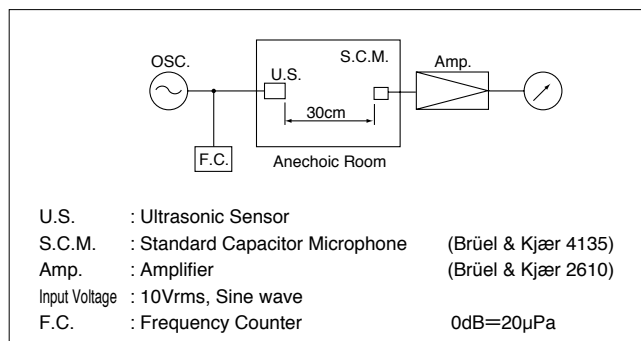 OSC.
U.S.
S.C.M.
Amp.
30cm
F.C.
Anechoic Room
U.S. : Ultrasonic Sensor
S.C.M. : Standard Capacitor Microphone (Brüel & Kjær 4135)
Amp. : Amplifier (Brüel & Kjær 2610)
Input Voltage : 10Vrms, Sine wave
F.C. : Frequency Counter 0dB=20µPa